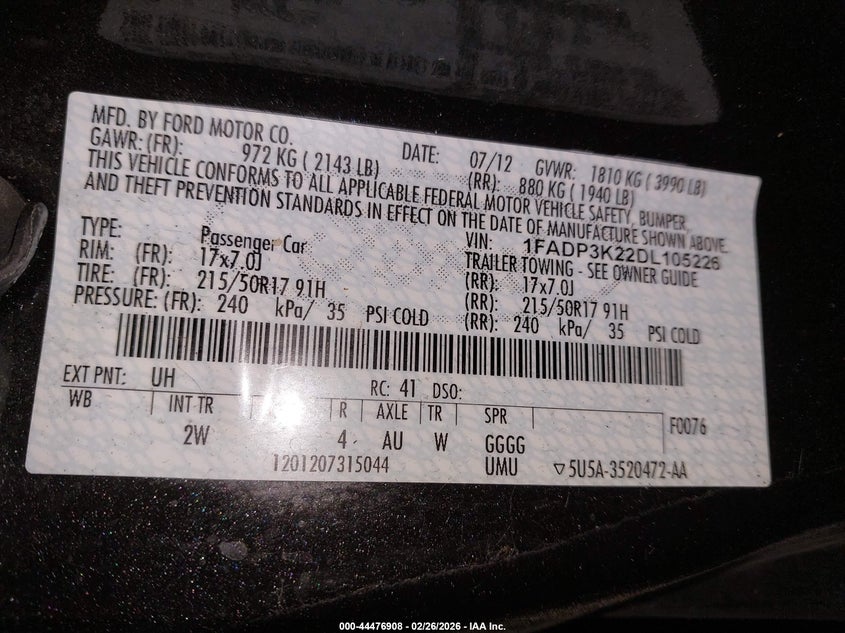 MFD. BY FORD MOTOR CO.
DATE: 07/12 GVWR: 1810 KG ( 3990 LB)
GAWR: (FR): 972 KG ( 2143 LB) (RR): 880 KG ( 1940 LB)
THIS VEHICLE CONFORMS TO ALL APPLICABLE FEDERAL MOTOR VEHICLE SAFETY, BUMPER,
AND THEFT PREVENTION STANDARDS IN EFFECT ON THE DATE OF MANUFACTURE SHOWN ABOVE.
VIN: 1FADP3K22DL105226
TYPE: Passenger Car TRAILER TOWING - SEE OWNER GUIDE
RIM: (FR): 17x7.0J (RR): 17x7.0J
TIRE: (FR): 215/50R17 91H (RR): 215/50R17 91H
PRESSURE: (FR): 240 kPa/ 35 PSI COLD (RR): 240 kPa/ 35 PSI COLD
EXT PNT: UH RC: 41 DSO:
WB INT TR R AXLE TR SPR F0076
2W 4 AU W GGGG
1201207315044 UMU ▽5U5A-3520472-AA
000-44476908 - 02/26/2026 - IAA Inc.